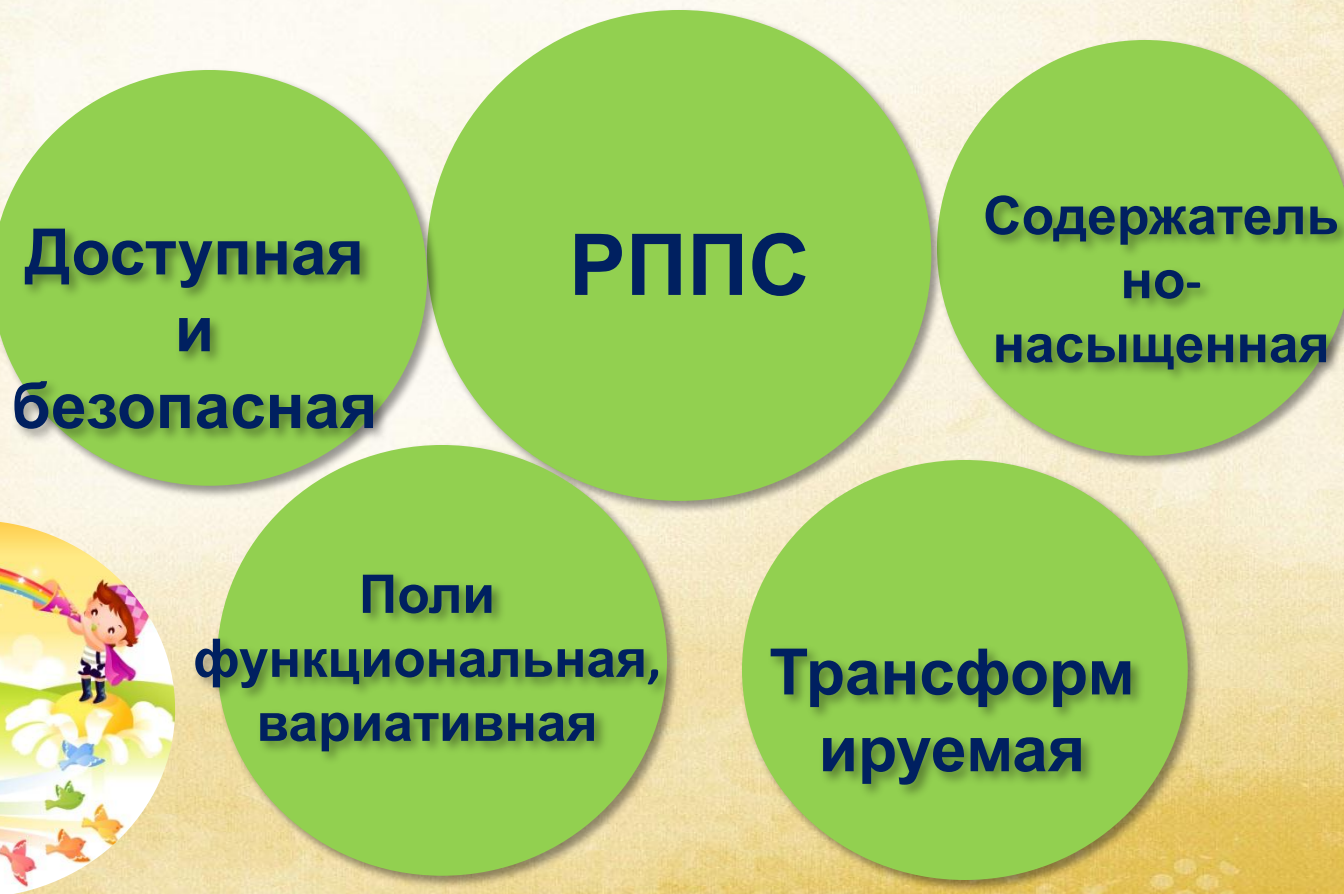 Доступная
и
безопасная
РППС
Содержатель
но-
насыщенная
Поли
функциональная,
вариативная
Трансформ
ируемая